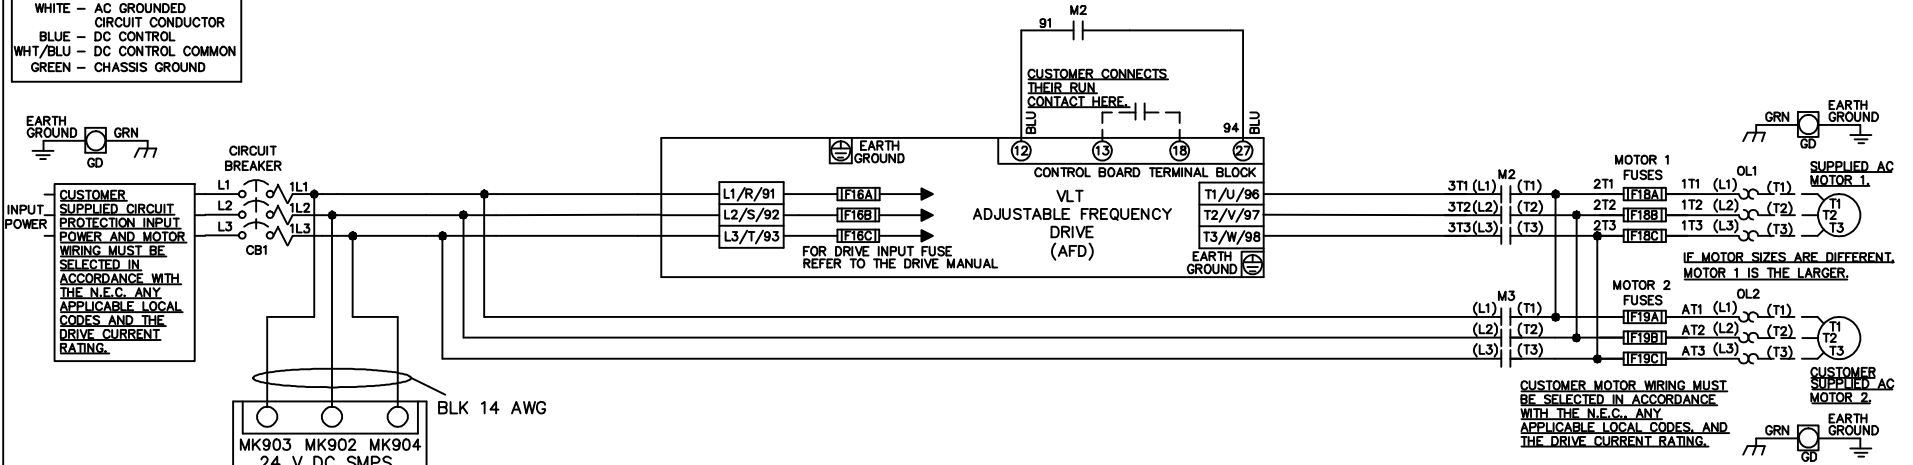 WHITE – AC GROUNDED
CIRCUIT CONDUCTOR
BLUE – DC CONTROL
WHT/BLU – DC CONTROL COMMON
GREEN – CHASSIS GROUND
EARTH
GROUND
GRN
GD
INPUT
POWER
CUSTOMER
SUPPLIED CIRCUIT
PROTECTION INPUT
POWER AND MOTOR
WIRING MUST BE
SELECTED IN
ACCORDANCE WITH
THE N.E.C. ANY
APPLICABLE LOCAL
CODES AND THE
DRIVE CURRENT
RATING.
CIRCUIT
BREAKER
L1 1L1
L2 1L2
L3 1L3
CB1
BLK 14 AWG
MK903 MK902 MK904
24 V DC SMPS
M2
91
CUSTOMER CONNECTS
THEIR RUN
CONTACT HERE.
BLU
94 BLU
12 13 18 27
CONTROL BOARD TERMINAL BLOCK
EARTH
GROUND
L1/R/91 F16A
L2/S/92 F16B
L3/T/93 F16C
FOR DRIVE INPUT FUSE
REFER TO THE DRIVE MANUAL
VLT
ADJUSTABLE FREQUENCY
DRIVE
(AFD)
T1/U/96
T2/V/97
T3/W/98
EARTH
GROUND
M2
3T1 (L1) (T1)
3T2(L2) (T2)
3T3(L3) (T3)
MOTOR 1
FUSES
2T1 F18A 1T1 (L1) (T1)
2T2 F18B 1T2 (L2) (T2)
2T3 F18C 1T3 (L3) (T3)
OL1
GRN
EARTH
GROUND
GD
SUPPLIED AC
MOTOR 1.
T1
T2
T3
IF MOTOR SIZES ARE DIFFERENT,
MOTOR 1 IS THE LARGER.
M3
(L1) (T1)
(L2) (T2)
(L3) (T3)
MOTOR 2
FUSES
OL2
F19A AT1 (L1) (T1)
F19B AT2 (L2) (T2)
F19C AT3 (L3) (T3)
T1
T2
T3
CUSTOMER
SUPPLIED AC
MOTOR 2.
CUSTOMER MOTOR WIRING MUST
BE SELECTED IN ACCORDANCE
WITH THE N.E.C., ANY
APPLICABLE LOCAL CODES, AND
THE DRIVE CURRENT RATING.
GRN
EARTH
GROUND
GD